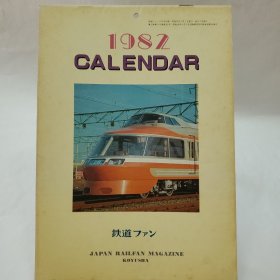 1982
CALENDAR
鉄道ファン
JAPAN RAILFAN MAGAZINE
KOYUSHA